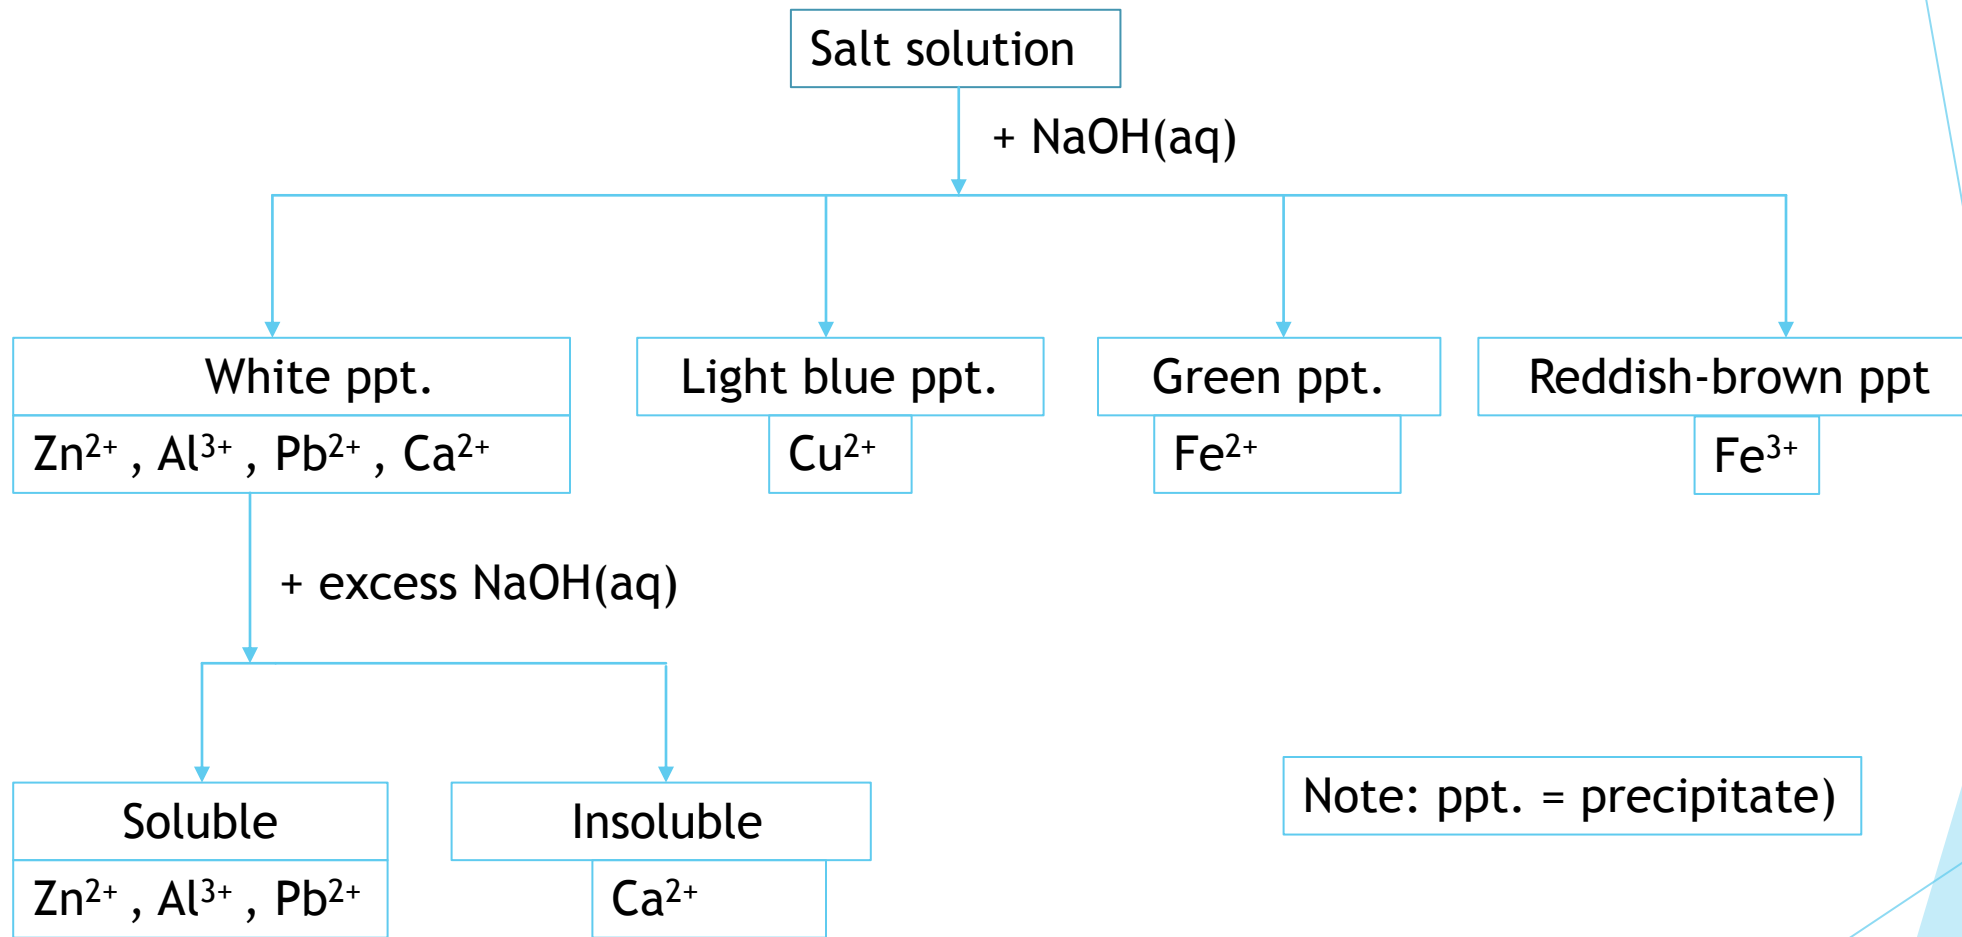 Salt solution
+ NaOH(aq)
White ppt.
Light blue ppt.
Green ppt.
Reddish-brown ppt
Zn²⁺ , Al³⁺ , Pb²⁺ , Ca²⁺
Cu²⁺
Fe²⁺
Fe³⁺
+ excess NaOH(aq)
Soluble
Insoluble
Note: ppt. = precipitate)
Zn²⁺ , Al³⁺ , Pb²⁺
Ca²⁺